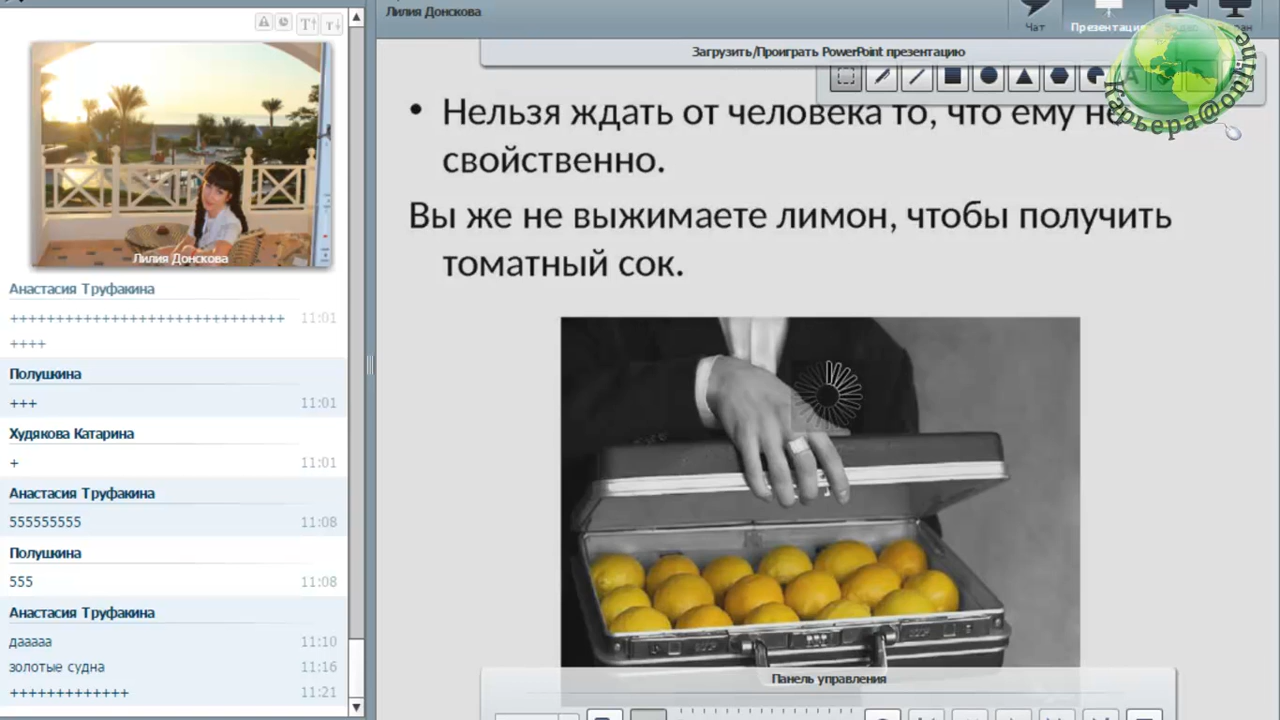 Лилия Донскова
Чат
Презентация
Загрузить/Проиграть PowerPoint презентацию
Карьера@online
• Нельзя ждать от человека то, что ему не
свойственно.
Вы же не выжимаете лимон, чтобы получить
томатный сок.
Панель управления
Лилия Донскова
Анастасия Труфакина
++++++++++++++++++++++++++++++ 11:01
++++
Полушкина
+++ 11:01
Худякова Катарина
+ 11:01
Анастасия Труфакина
555555555 11:08
Полушкина
555 11:08
Анастасия Труфакина
дааааа 11:10
золотые судна 11:16
+++++++++++++ 11:21